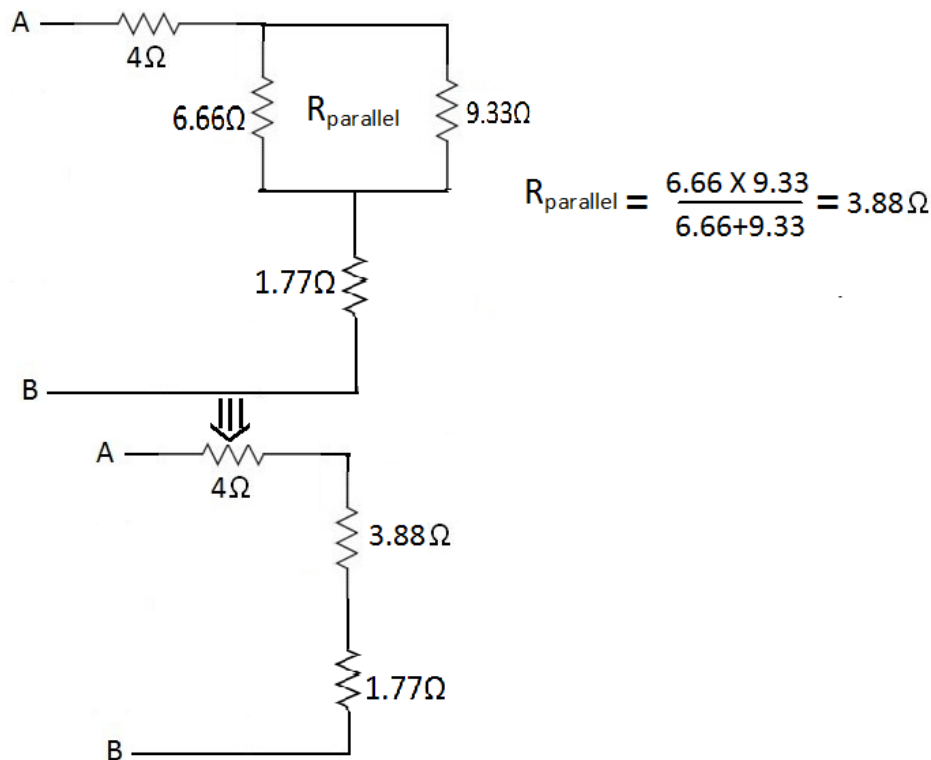 A
4Ω
6.66Ω
Rparallel
9.33Ω
Rparallel = 6.66 X 9.33 / 6.66+9.33 = 3.88Ω
1.77Ω
B
A
4Ω
3.88Ω
1.77Ω
B